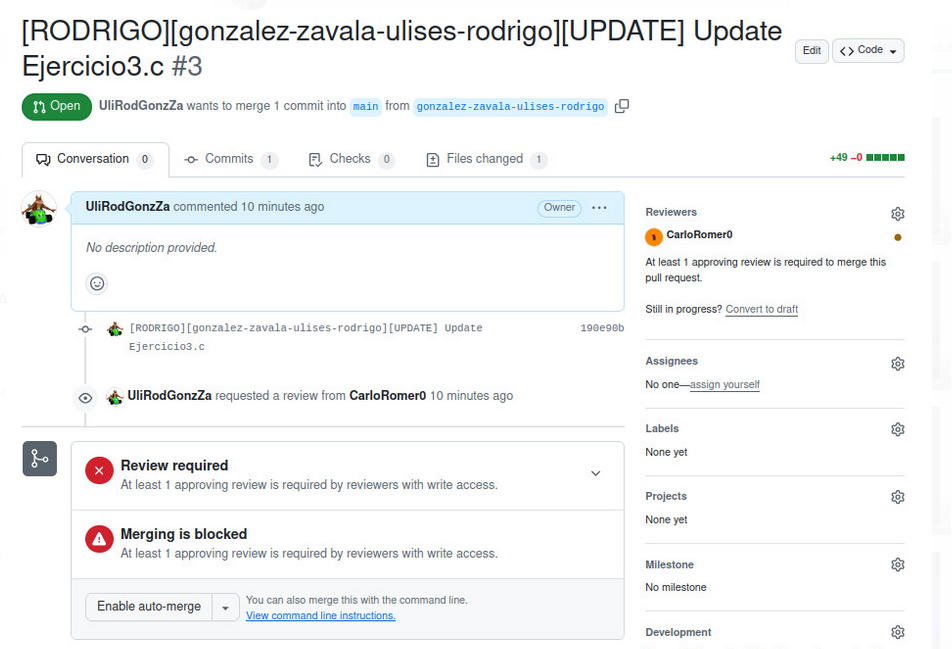 [RODRIGO][gonzalez-zavala-ulises-rodrigo][UPDATE] Update
Ejercicio3.c #3
Edit
Code
Open
UliRodGonzZa wants to merge 1 commit into main from gonzalez-zavala-ulises-rodrigo
Conversation 0
Commits 1
Checks 0
Files changed 1
+49 −0
UliRodGonzZa commented 10 minutes ago
Owner
No description provided.
[RODRIGO][gonzalez-zavala-ulises-rodrigo][UPDATE] Update
Ejercicio3.c
190e90b
UliRodGonzZa requested a review from CarloRomer0 10 minutes ago
Review required
At least 1 approving review is required by reviewers with write access.
Merging is blocked
At least 1 approving review is required by reviewers with write access.
Enable auto-merge
You can also merge this with the command line.
View command line instructions.
Reviewers
CarloRomer0
At least 1 approving review is required to merge this
pull request.
Still in progress? Convert to draft
Assignees
No one—assign yourself
Labels
None yet
Projects
None yet
Milestone
No milestone
Development